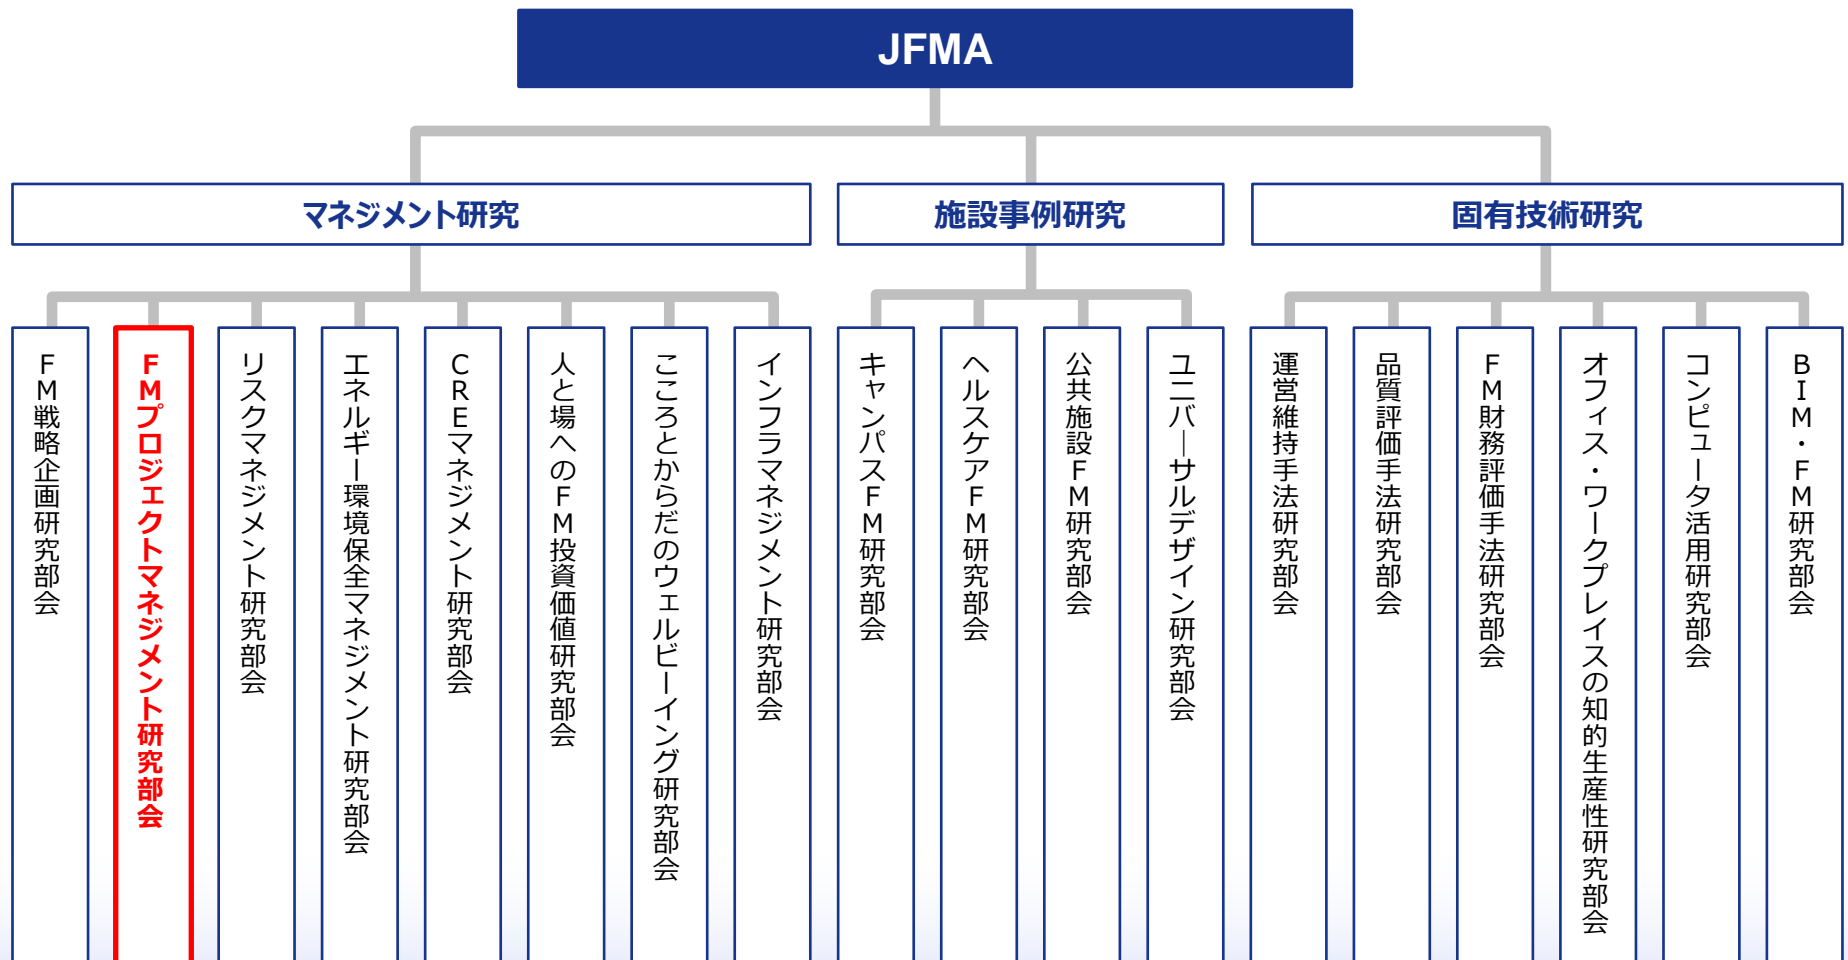 JFMA
マネジメント研究
施設事例研究
固有技術研究
FM戦略企画研究部会
FMプロジェクトマネジメント研究部会
リスクマネジメント研究部会
エネルギー環境保全マネジメント研究部会
CREマネジメント研究部会
人と場へのFM投資価値研究部会
こころとからだのウェルビーイング研究部会
インフラマネジメント研究部会
キャンパスFM研究部会
ヘルスケアFM研究部会
公共施設FM研究部会
ユニバーサルデザイン研究部会
運営維持手法研究部会
品質評価手法研究部会
FM財務評価手法研究部会
オフィス・ワークプレイスの知的生産性研究部会
コンピュータ活用研究部会
BIM・FM研究部会